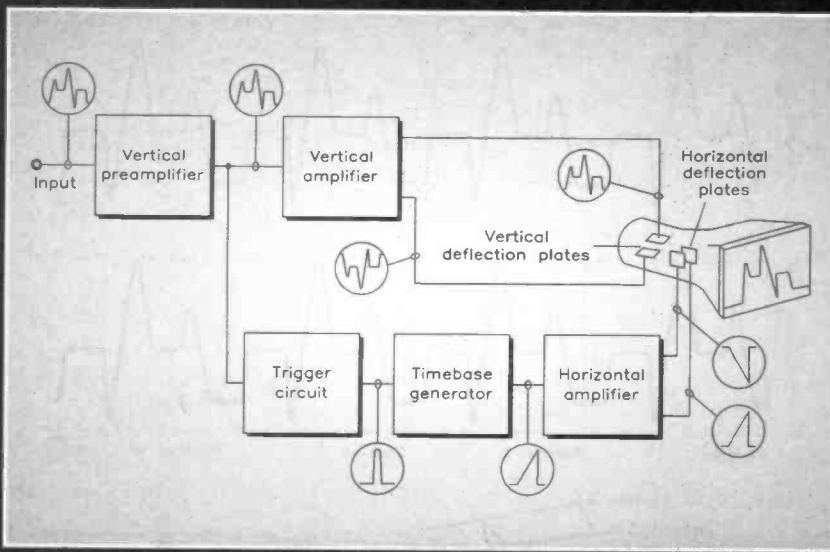 Input
Vertical
preamplifier
Vertical
amplifier
Horizontal
deflection
plates
Vertical
deflection plates
Trigger
circuit
Timebase
generator
Horizontal
amplifier